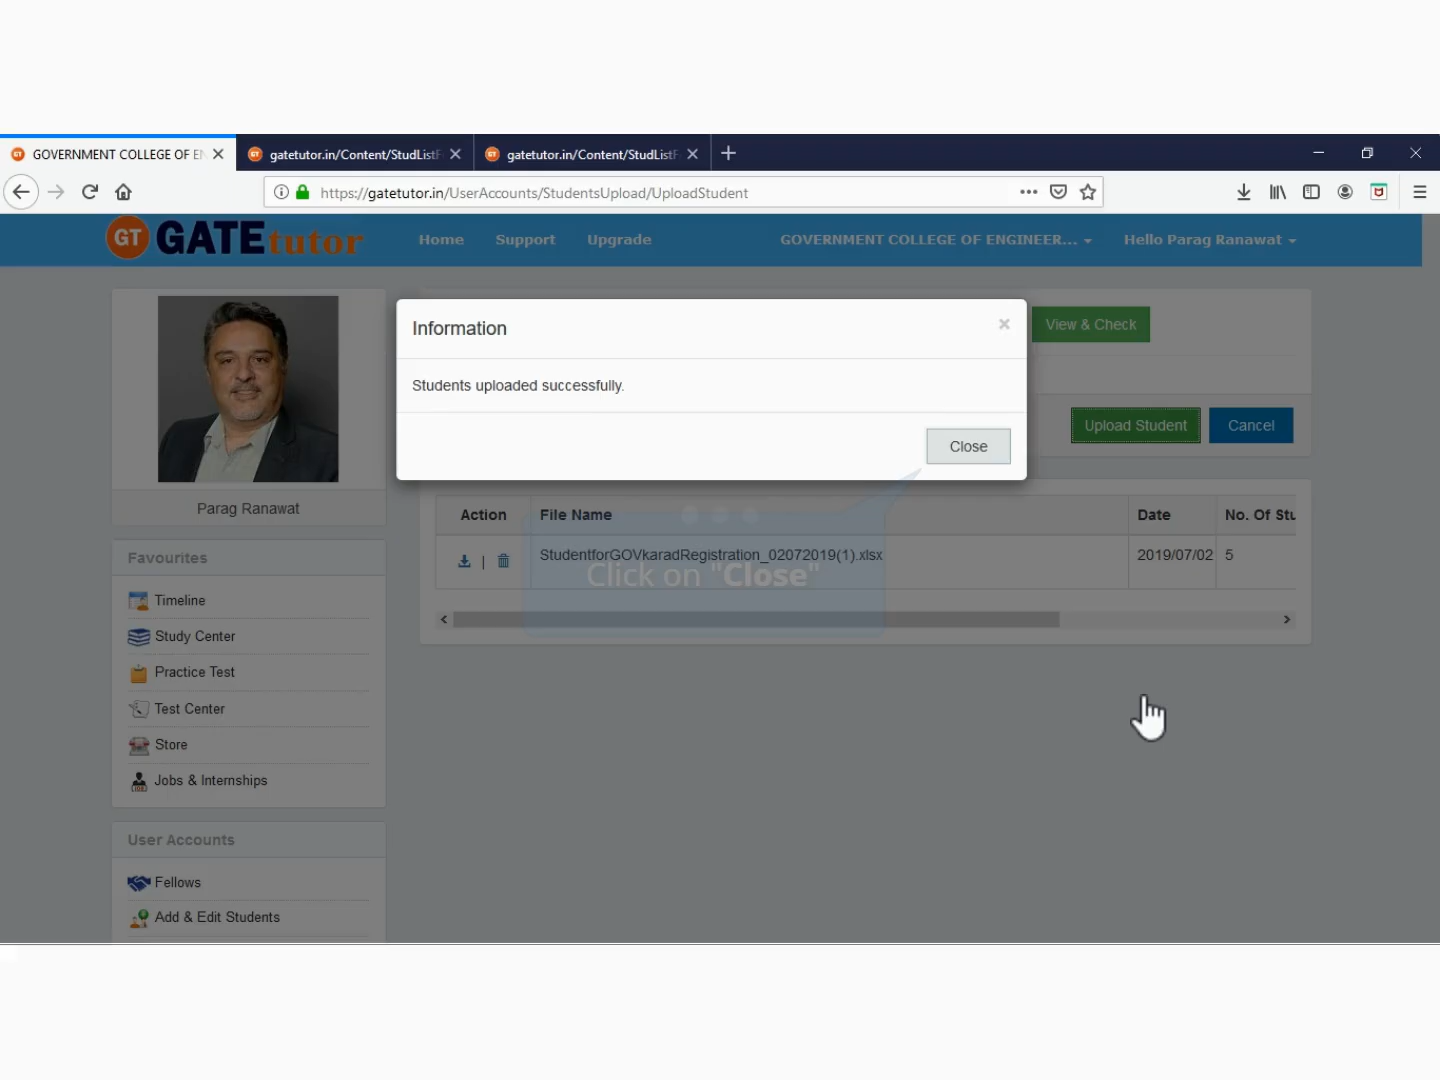 GOVERNMENT COLLEGE OF EN
gatetutor.in/Content/StudListF
gatetutor.in/Content/StudListF
https://gatetutor.in/UserAccounts/StudentsUpload/UploadStudent
GT GATEtutor
Home
Support
Upgrade
GOVERNMENT COLLEGE OF ENGINEER...
Hello Parag Ranawat
Information
View & Check
Students uploaded successfully.
Upload Student
Cancel
Close
Parag Ranawat
Action
File Name
Date
No. Of Stu
StudentforGOVkaradRegistration_02072019(1).xlsx
2019/07/02
5
Click on "Close"
Favourites
Timeline
Study Center
Practice Test
Test Center
Store
Jobs & Internships
User Accounts
Fellows
Add & Edit Students